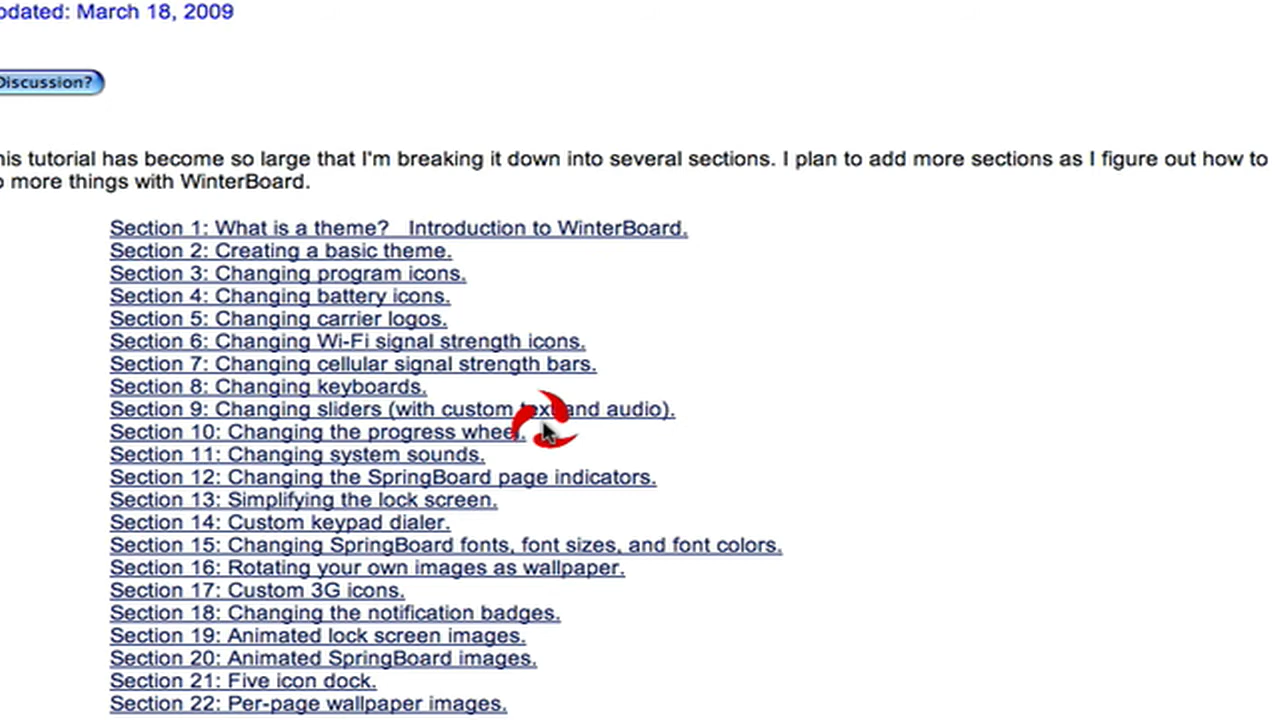 pdated: March 18, 2009
Discussion?
his tutorial has become so large that I'm breaking it down into several sections. I plan to add more sections as I figure out how to
o more things with WinterBoard.
Section 1: What is a theme?   Introduction to WinterBoard.
Section 2: Creating a basic theme.
Section 3: Changing program icons.
Section 4: Changing battery icons.
Section 5: Changing carrier logos.
Section 6: Changing Wi-Fi signal strength icons.
Section 7: Changing cellular signal strength bars.
Section 8: Changing keyboards.
Section 9: Changing sliders (with custom text and audio).
Section 10: Changing the progress wheel.
Section 11: Changing system sounds.
Section 12: Changing the SpringBoard page indicators.
Section 13: Simplifying the lock screen.
Section 14: Custom keypad dialer.
Section 15: Changing SpringBoard fonts, font sizes, and font colors.
Section 16: Rotating your own images as wallpaper.
Section 17: Custom 3G icons.
Section 18: Changing the notification badges.
Section 19: Animated lock screen images.
Section 20: Animated SpringBoard images.
Section 21: Five icon dock.
Section 22: Per-page wallpaper images.